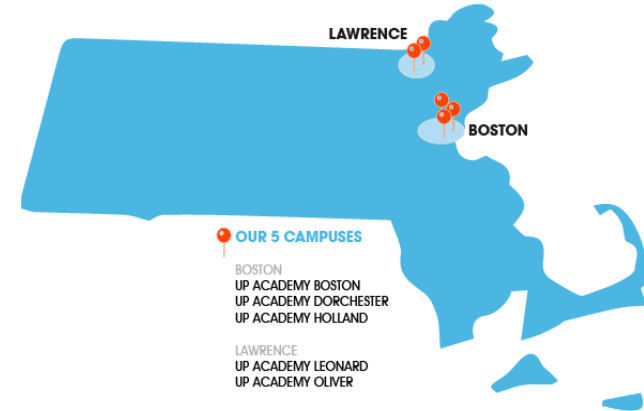 LAWRENCE
BOSTON
OUR 5 CAMPUSES
BOSTON
UP ACADEMY BOSTON
UP ACADEMY DORCHESTER
UP ACADEMY HOLLAND
LAWRENCE
UP ACADEMY LEONARD
UP ACADEMY OLIVER